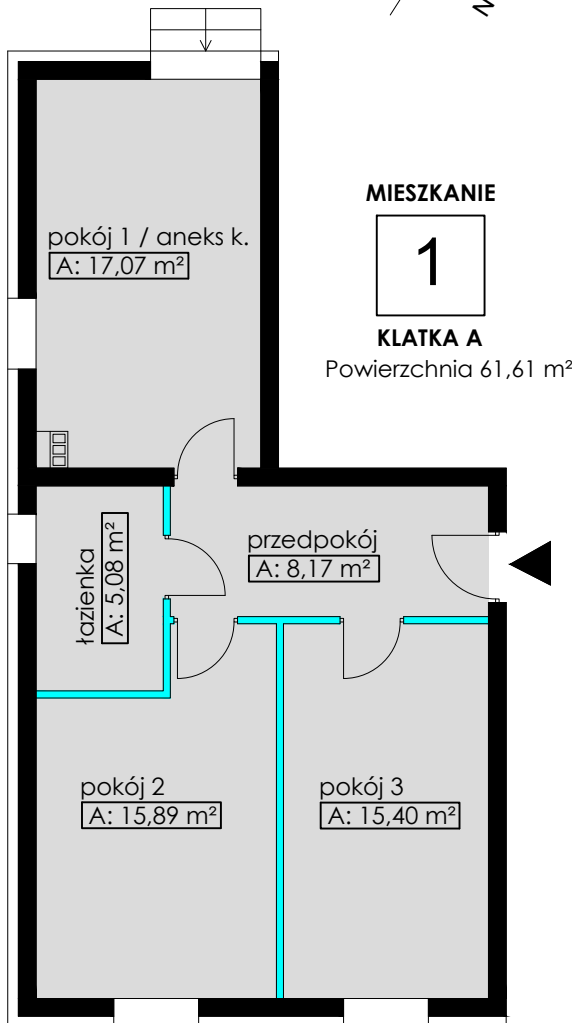 N
MIESZKANIE
1
KLATKA A
Powierzchnia 61,61 m²
pokój 1 / aneks k.
A: 17,07 m²
łazienka
A: 5,08 m²
przedpokój
A: 8,17 m²
pokój 2
A: 15,89 m²
pokój 3
A: 15,40 m²